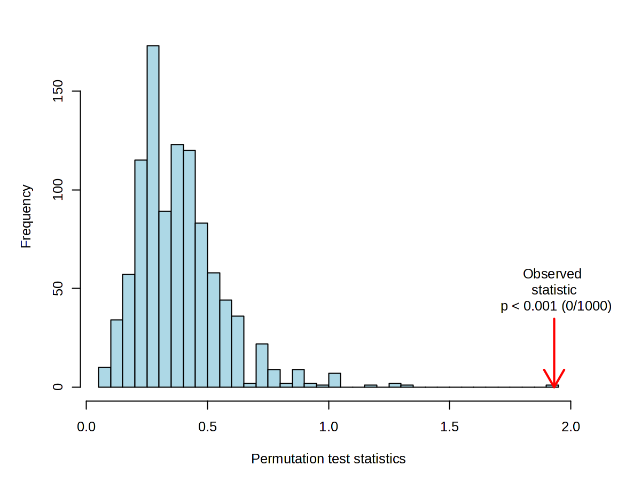 150
100
50
0
Frequency
Observed
statistic
p < 0.001 (0/1000)
0.0 0.5 1.0 1.5 2.0
Permutation test statistics